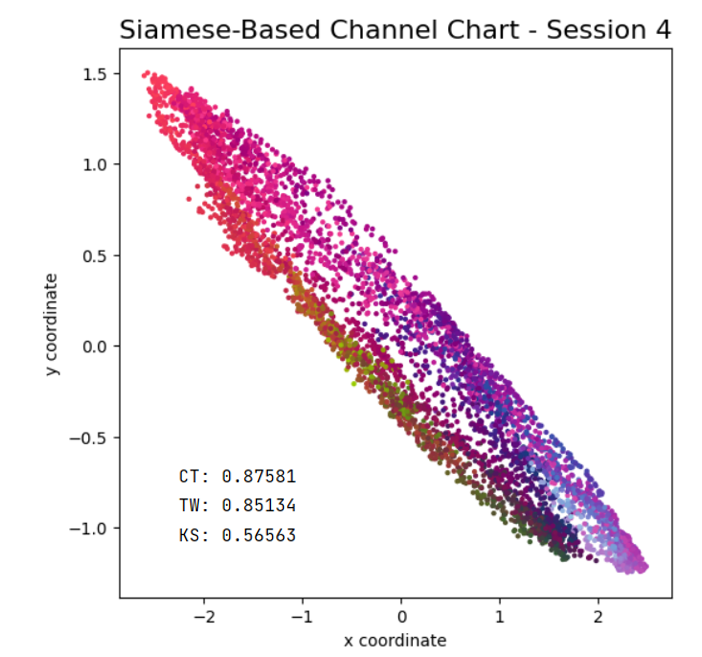 Siamese-Based Channel Chart - Session 4
1.5
1.0
0.5
0.0
−0.5
−1.0
y coordinate
CT: 0.87581
TW: 0.85134
KS: 0.56563
−2 −1 0 1 2
x coordinate